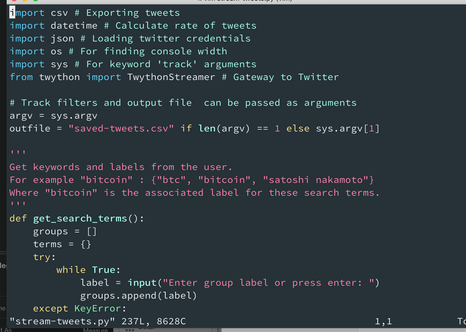 import csv # Exporting tweets
import datetime # Calculate rate of tweets
import json # Loading twitter credentials
import os # For finding console width
import sys # For keyword 'track' arguments
from twython import TwythonStreamer # Gateway to Twitter

# Track filters and output file  can be passed as arguments
argv = sys.argv
outfile = "saved-tweets.csv" if len(argv) == 1 else sys.argv[1]

'''
Get keywords and labels from the user.
For example "bitcoin" : {"btc", "bitcoin", "satoshi nakamoto"}
Where "bitcoin" is the associated label for these search terms.
'''
def get_search_terms():
    groups = []
    terms = {}
    try:
        while True:
            label = input("Enter group label or press enter: ")
            groups.append(label)
    except KeyError:
"stream-tweets.py" 237L, 8628C 1,1